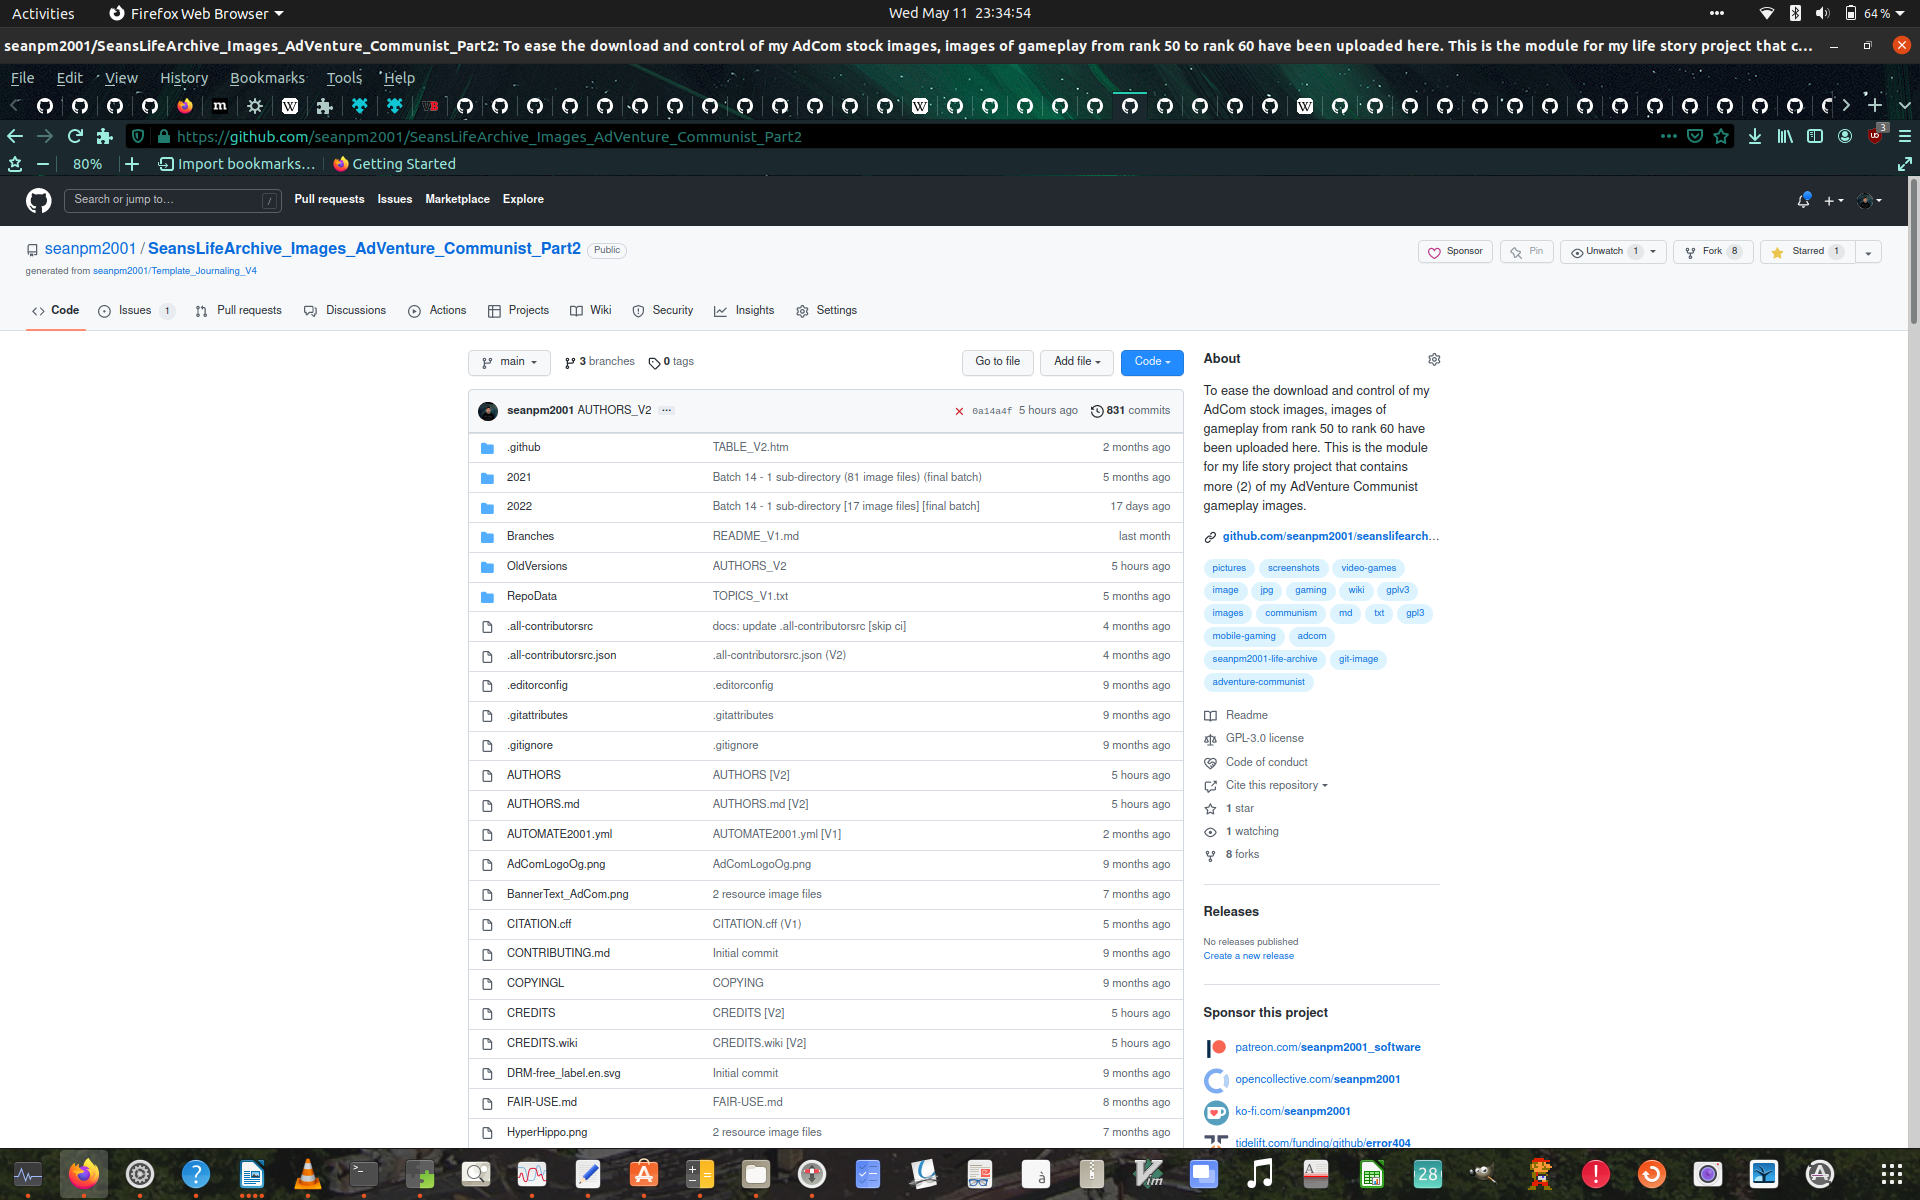 Activities
Firefox Web Browser
Wed May 11 23:34:54
64 %
seanpm2001/SeansLifeArchive_Images_AdVenture_Communist_Part2: To ease the download and control of my AdCom stock images, images of gameplay from rank 50 to rank 60 have been uploaded here. This is the module for my life story project that c...
File Edit View History Bookmarks Tools Help
https://github.com/seanpm2001/SeansLifeArchive_Images_AdVenture_Communist_Part2
3
80%
Import bookmarks...
Getting Started
Search or jump to...
/
Pull requests Issues Marketplace Explore
seanpm2001 / SeansLifeArchive_Images_AdVenture_Communist_Part2 Public
generated from seanpm2001/Template_Journaling_V4
Sponsor
Pin
Unwatch 1
Fork 8
Starred 1
Code
Issues 1
Pull requests
Discussions
Actions
Projects
Wiki
Security
Insights
Settings
main
3 branches
0 tags
Go to file
Add file
Code
seanpm2001 AUTHORS_V2 ...
0a14a4f 5 hours ago
831 commits
.github TABLE_V2.htm 2 months ago
2021 Batch 14 - 1 sub-directory (81 image files) (final batch) 5 months ago
2022 Batch 14 - 1 sub-directory [17 image files] [final batch] 17 days ago
Branches README_V1.md last month
OldVersions AUTHORS_V2 5 hours ago
RepoData TOPICS_V1.txt 5 months ago
.all-contributorsrc docs: update .all-contributorsrc [skip ci] 4 months ago
.all-contributorsrc.json .all-contributorsrc.json (V2) 4 months ago
.editorconfig .editorconfig 9 months ago
.gitattributes .gitattributes 9 months ago
.gitignore .gitignore 9 months ago
AUTHORS AUTHORS [V2] 5 hours ago
AUTHORS.md AUTHORS.md [V2] 5 hours ago
AUTOMATE2001.yml AUTOMATE2001.yml [V1] 2 months ago
AdComLogoOg.png AdComLogoOg.png 9 months ago
BannerText_AdCom.png 2 resource image files 7 months ago
CITATION.cff CITATION.cff (V1) 5 months ago
CONTRIBUTING.md Initial commit 9 months ago
COPYINGL COPYING 9 months ago
CREDITS CREDITS [V2] 5 hours ago
CREDITS.wiki CREDITS.wiki [V2] 5 hours ago
DRM-free_label.en.svg Initial commit 9 months ago
FAIR-USE.md FAIR-USE.md 8 months ago
HyperHippo.png 2 resource image files 7 months ago
About
To ease the download and control of my
AdCom stock images, images of
gameplay from rank 50 to rank 60 have
been uploaded here. This is the module
for my life story project that contains
more (2) of my AdVenture Communist
gameplay images.
github.com/seanpm2001/seanslifearch...
pictures screenshots video-games
image jpg gaming wiki gplv3
images communism md txt gpl3
mobile-gaming adcom
seanpm2001-life-archive git-image
adventure-communist
Readme
GPL-3.0 license
Code of conduct
Cite this repository
1 star
1 watching
8 forks
Releases
No releases published
Create a new release
Sponsor this project
patreon.com/seanpm2001_software
opencollective.com/seanpm2001
ko-fi.com/seanpm2001
tidelift.com/funding/github/error404
28